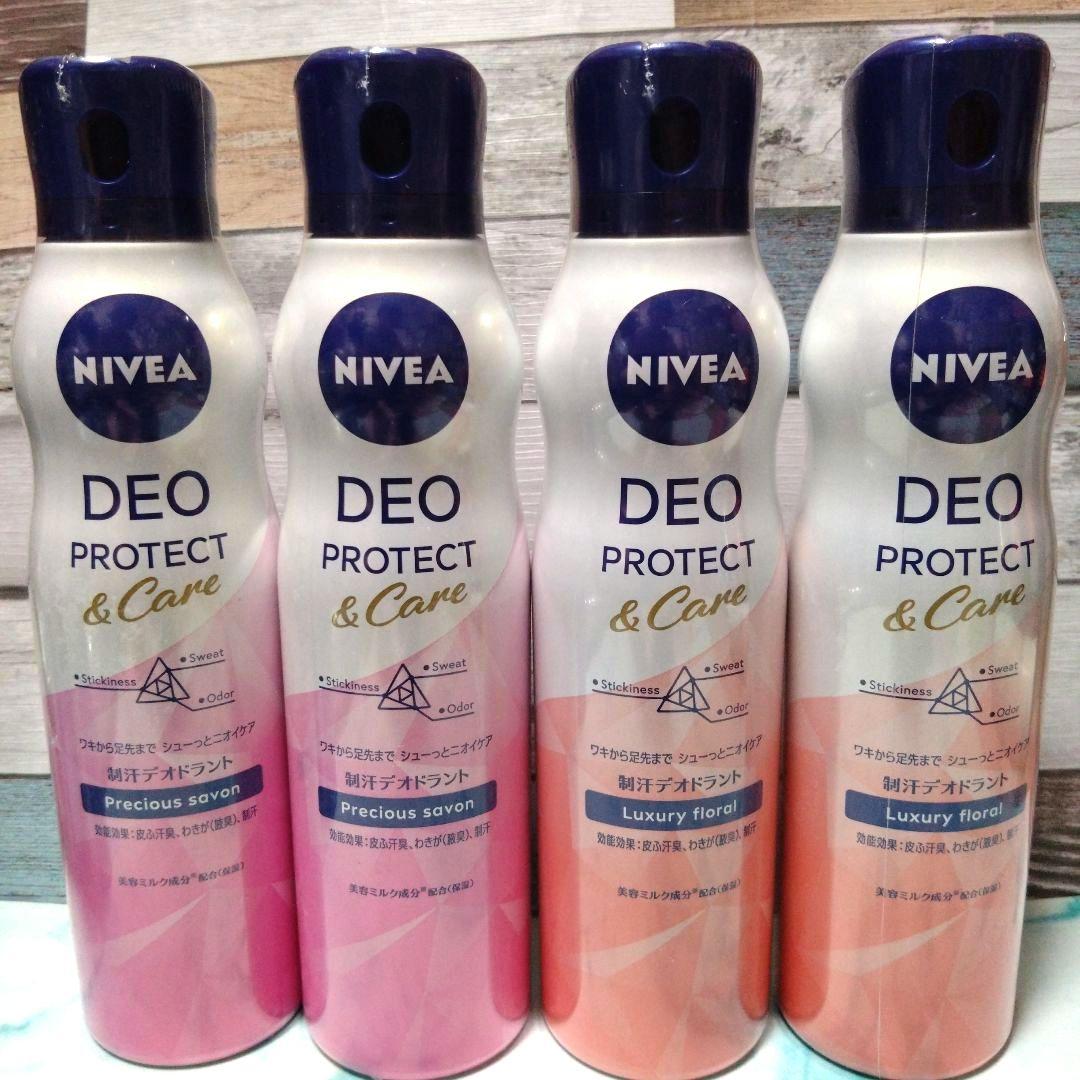 NIVEA
DEO
PROTECT
& Care
Sweat
Stickiness
Odor
ワキから足先まで シューっとニオイケア
制汗デオドラント
Precious savon
効能効果:皮ふ汗臭、わきが(腋臭)、制汗
美容ミルク成分※配合(保湿)
NIVEA
DEO
PROTECT
& Care
Sweat
Stickiness
Odor
ワキから足先まで シューっとニオイケア
制汗デオドラント
Precious savon
効能効果:皮ふ汗臭、わきが(腋臭)、制汗
美容ミルク成分※配合(保湿)
NIVEA
DEO
PROTECT
& Care
Sweat
Stickiness
Odor
ワキから足先まで シューっとニオイケア
制汗デオドラント
Luxury floral
効能効果:皮ふ汗臭、わきが(腋臭)、制汗
美容ミルク成分※配合(保湿)
NIVEA
DEO
PROTECT
& Care
Sweat
Stickiness
Odor
ワキから足先まで シューっとニオイケア
制汗デオドラント
Luxury floral
効能効果:皮ふ汗臭、わきが(腋臭)、制汗
美容ミルク成分※配合(保湿)